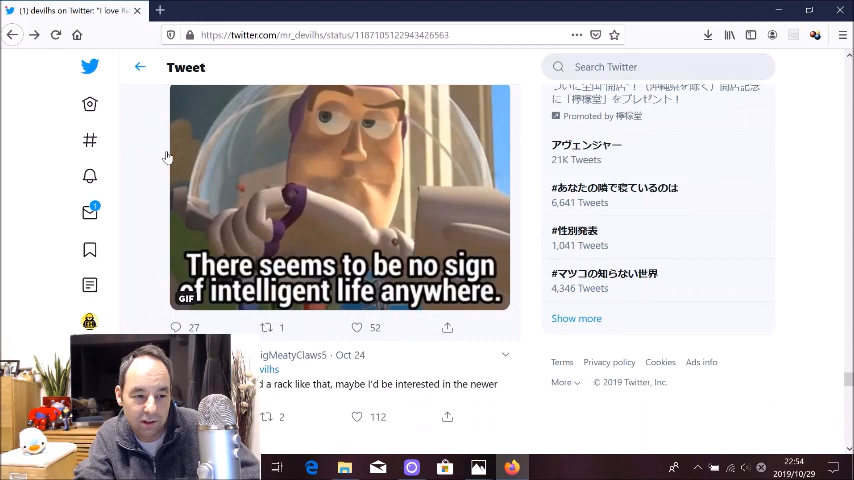 (1) devilhs on Twitter: "I love Re
https://twitter.com/mr_devilhs/status/1187105122943426563
Tweet
Search Twitter
There seems to be no sign
of intelligent life anywhere.
GIF
27
1
52
igMeatyClaws5 · Oct 24
vilhs
d a rack like that, maybe I'd be interested in the newer
2
112
に「檸檬堂」をプレゼント！
Promoted by 檸檬堂
アヴェンジャー
21K Tweets
#あなたの隣で寝ているのは
6,641 Tweets
#性別発表
1,041 Tweets
#マツコの知らない世界
4,346 Tweets
Show more
Terms Privacy policy Cookies Ads info
More © 2019 Twitter, Inc.
1
22:54
2019/10/29